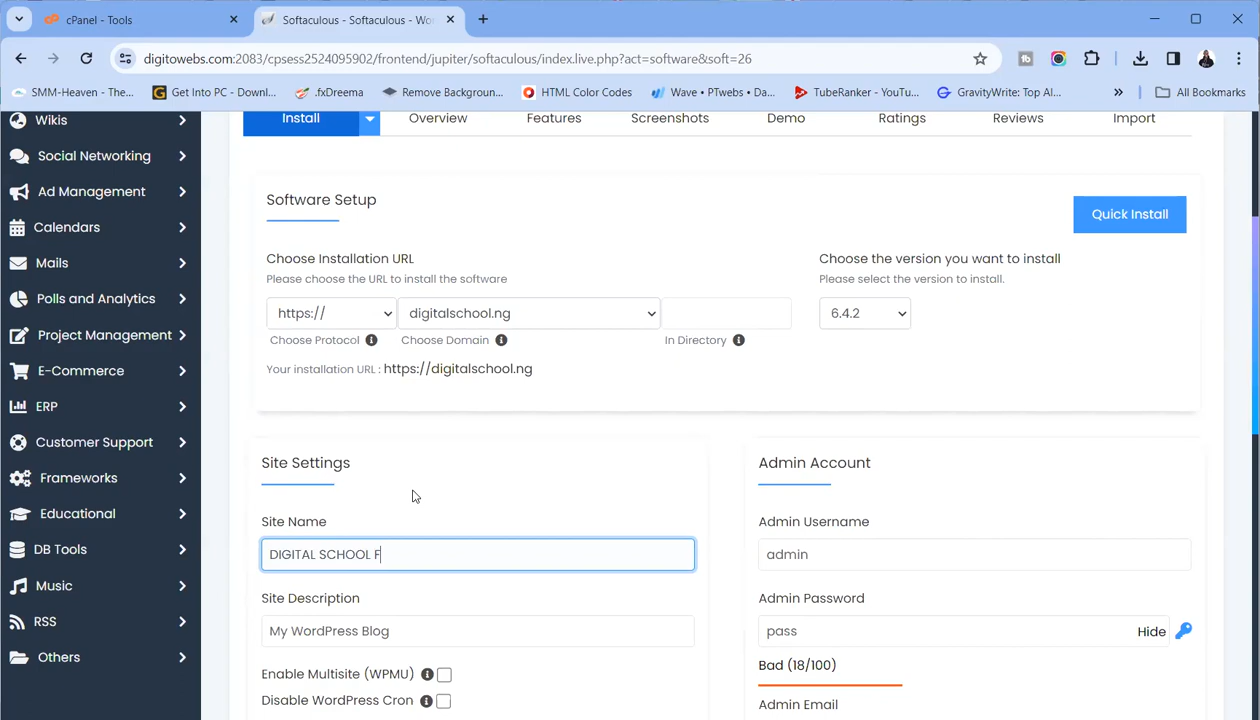 cPanel - Tools
Softaculous - Softaculous - Wo
digitowebs.com:2083/cpsess2524095902/frontend/jupiter/softaculous/index.live.php?act=software&soft=26
SMM-Heaven - The...
Get Into PC - Downl...
.fxDreema
Remove Backgroun...
HTML Color Codes
Wave • PTwebs • Da...
TubeRanker - YouTu...
GravityWrite: Top AI...
All Bookmarks
Wikis
Social Networking
Ad Management
Calendars
Mails
Polls and Analytics
Project Management
E-Commerce
ERP
Customer Support
Frameworks
Educational
DB Tools
Music
RSS
Others
Install
Overview
Features
Screenshots
Demo
Ratings
Reviews
Import
Software Setup
Quick Install
Choose Installation URL
Please choose the URL to install the software
https://
digitalschool.ng
Choose Protocol
Choose Domain
In Directory
Your installation URL : https://digitalschool.ng
Choose the version you want to install
Please select the version to install.
6.4.2
Site Settings
Site Name
DIGITAL SCHOOL F
Site Description
My WordPress Blog
Enable Multisite (WPMU)
Disable WordPress Cron
Admin Account
Admin Username
admin
Admin Password
pass
Hide
Bad (18/100)
Admin Email